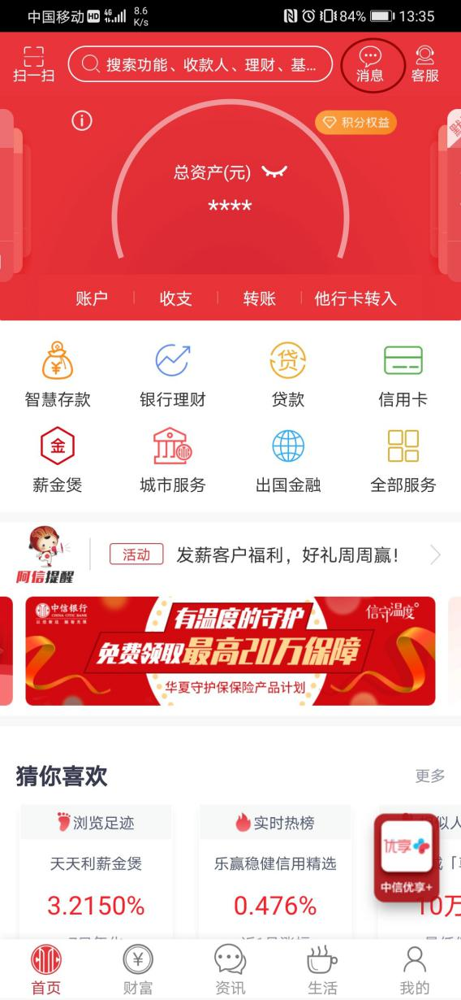 中国移动 HD 4G 8.6 K/s 84% 13:35
扫一扫
搜索功能、收款人、理财、基...
消息
客服
积分权益
总资产(元)
****
账户 收支 转账 他行卡转入
智慧存款 银行理财 贷款 信用卡
薪金煲 城市服务 出国金融 全部服务
阿信提醒
活动 发薪客户福利，好礼周周赢！
中信银行
CHINA CITIC BANK
信守温度
有温度的守护
免费领取最高20万保障
华夏守护保保险产品计划
猜你喜欢 更多
浏览足迹 实时热榜 似人
天天利薪金煲 乐赢稳健信用精选
3.2150% 0.476% 10万
优享+
中信优享+
首页 财富 资讯 生活 我的